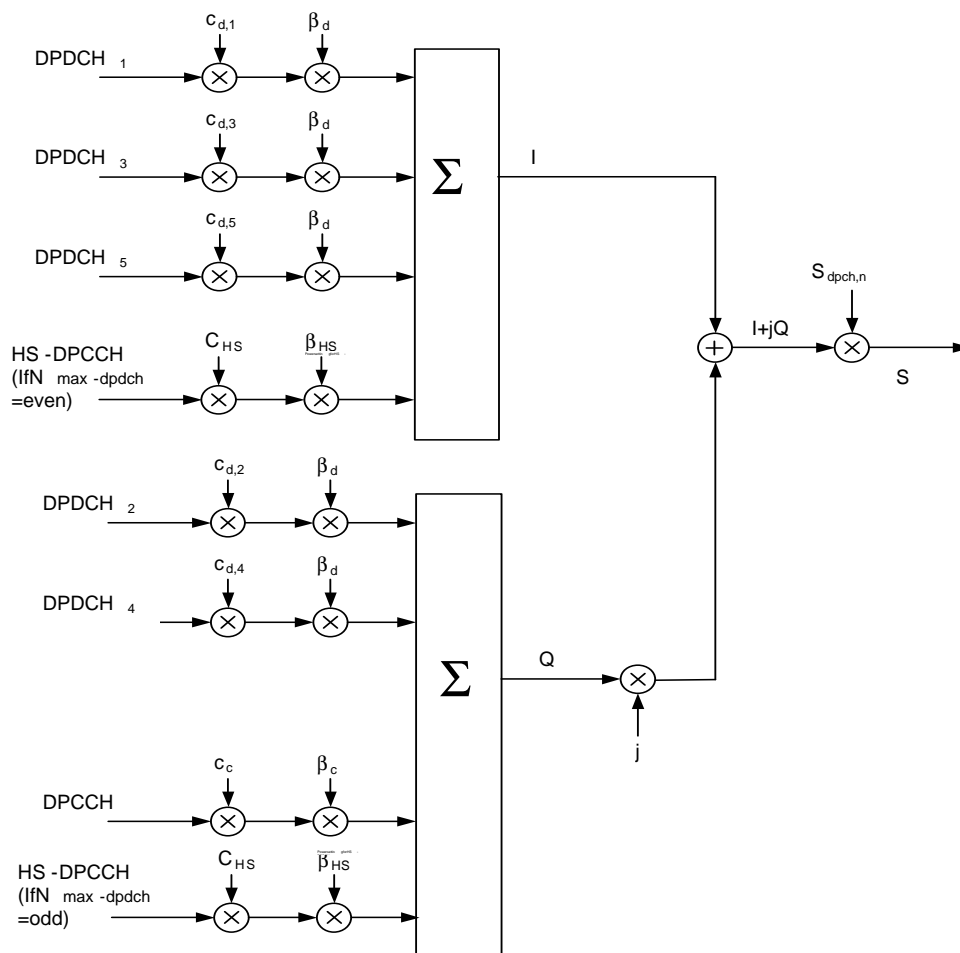 c d,1 β d
DPDCH 1
c d,3 β d
DPDCH 3
Σ I
c d,5 β d
DPDCH 5
S dpch,n
C HS β HS
I+jQ
HS -DPCCH
(IfN max -dpdch
=even)
S
c d,2 β d
DPDCH 2
c d,4 β d
DPDCH 4
Σ Q
j
c c β c
DPCCH
C HS β HS
HS -DPCCH
(IfN max -dpdch
=odd)